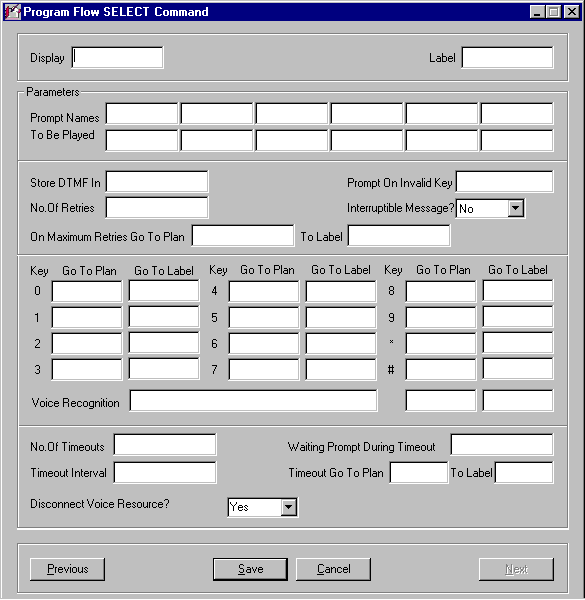 Program Flow SELECT Command
Display Label
Parameters
Prompt Names
To Be Played
Store DTMF In Prompt On Invalid Key
No.Of Retries Interruptible Message? No
On Maximum Retries Go To Plan To Label
Key Go To Plan Go To Label Key Go To Plan Go To Label Key Go To Plan Go To Label
0 4 8
1 5 9
2 6 *
3 7 #
Voice Recognition
No.Of Timeouts Waiting Prompt During Timeout
Timeout Interval Timeout Go To Plan To Label
Disconnect Voice Resource? Yes
Previous Save Cancel Next